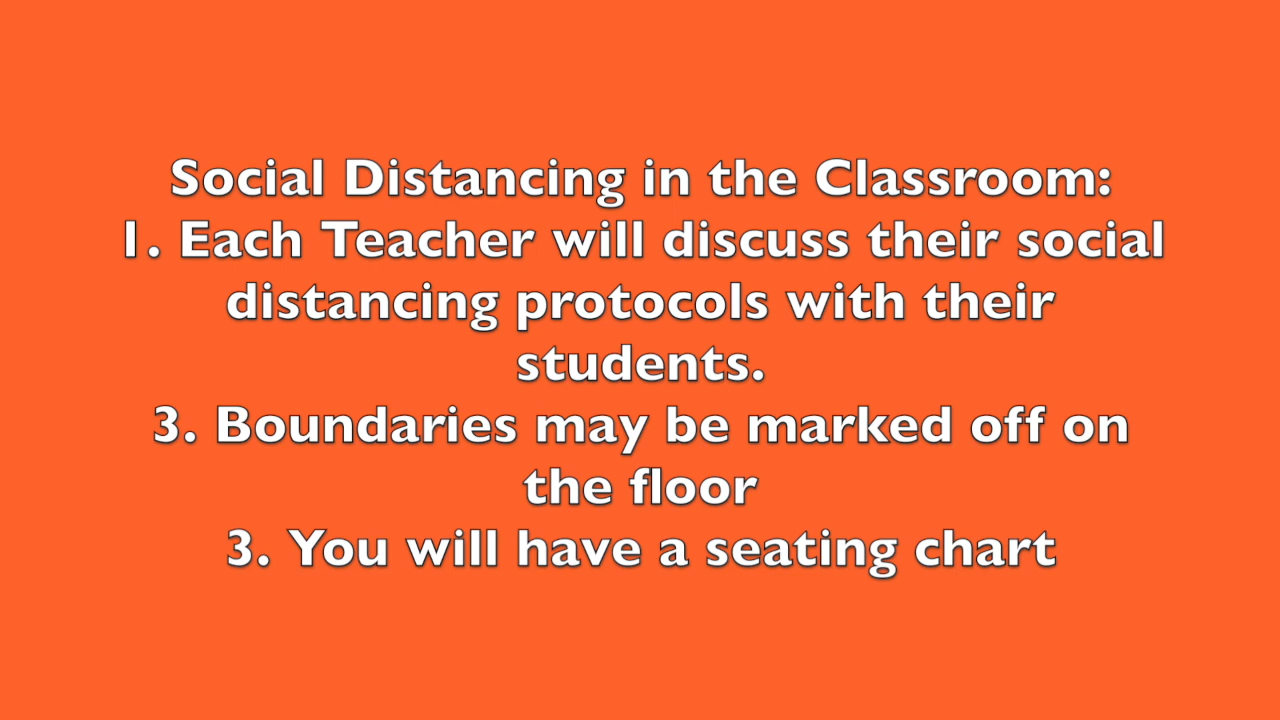 Social Distancing in the Classroom:
1. Each Teacher will discuss their social
distancing protocols with their
students.
3. Boundaries may be marked off on
the floor
3. You will have a seating chart